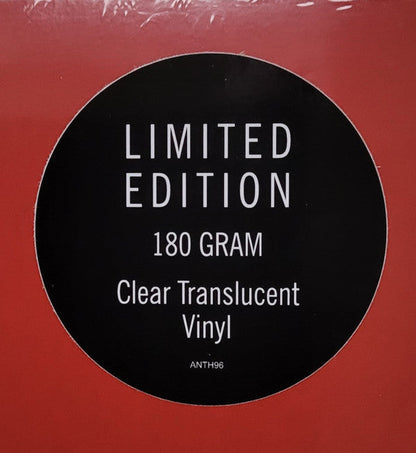 LIMITED
EDITION
180 GRAM
Clear Translucent
Vinyl
ANTH96